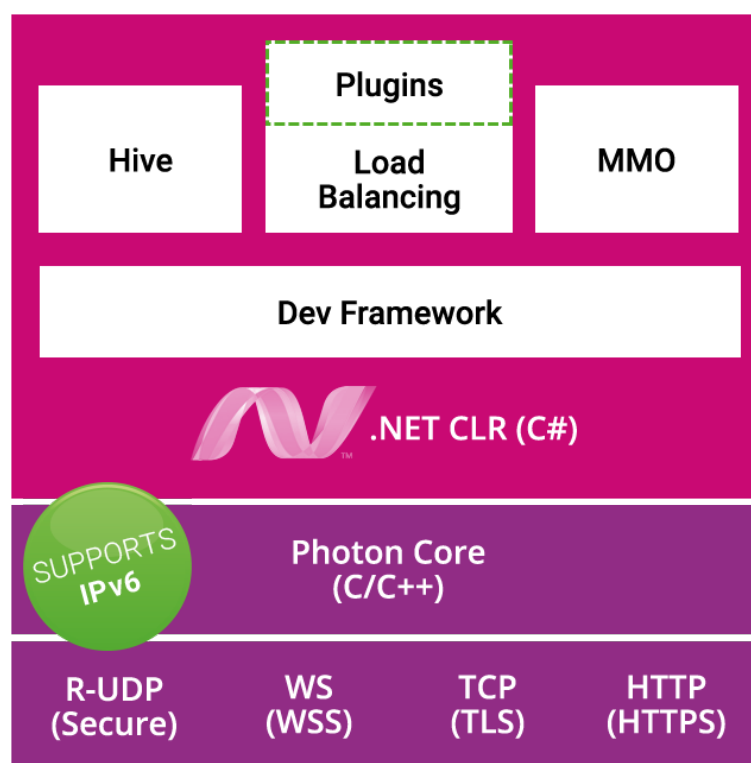 Plugins
Hive
Load
Balancing
MMO
Dev Framework
.NET CLR (C#)
TM
SUPPORTS
IPv6
Photon Core
(C/C++)
R-UDP
(Secure)
WS
(WSS)
TCP
(TLS)
HTTP
(HTTPS)